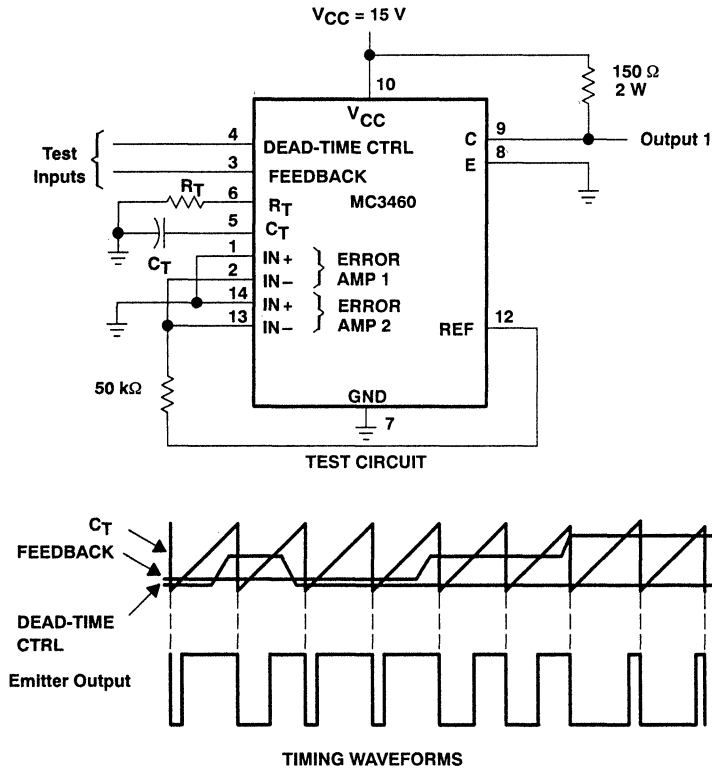 VCC = 15 V
10
VCC
150 Ω
2 W
4
DEAD-TIME CTRL
C
9
Output 1
Test
Inputs
3
FEEDBACK
E
8
RT
6
RT
MC3460
5
CT
CT
1
IN+
ERROR
AMP 1
2
IN−
14
IN+
ERROR
AMP 2
13
IN−
REF
12
50 kΩ
GND
7
TEST CIRCUIT
CT
FEEDBACK
DEAD-TIME
CTRL
Emitter Output
TIMING WAVEFORMS